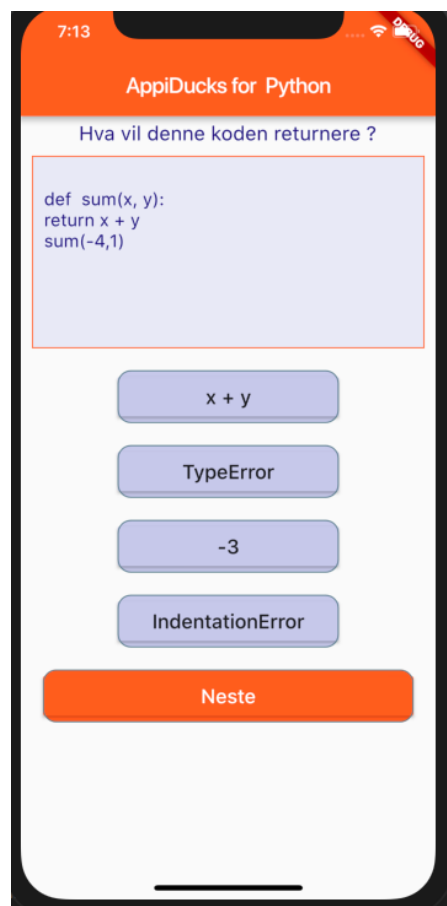 7:13
DEBUG
AppiDucks for Python
Hva vil denne koden returnere ?
def sum(x, y):
return x + y
sum(-4,1)
x + y
TypeError
-3
IndentationError
Neste